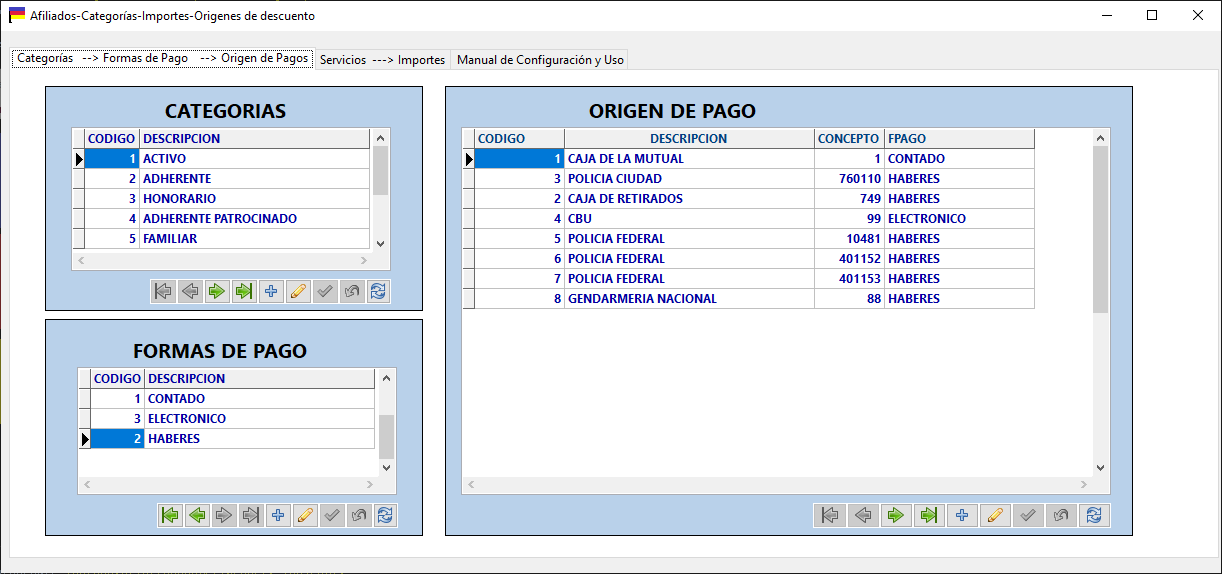 Afiliados-Categorías-Importes-Origenes de descuento
Categorías --> Formas de Pago --> Origen de Pagos
Servicios ---> Importes
Manual de Configuración y Uso
CATEGORIAS
CODIGO DESCRIPCION
1 ACTIVO
2 ADHERENTE
3 HONORARIO
4 ADHERENTE PATROCINADO
5 FAMILIAR
FORMAS DE PAGO
CODIGO DESCRIPCION
1 CONTADO
3 ELECTRONICO
2 HABERES
ORIGEN DE PAGO
CODIGO DESCRIPCION CONCEPTO FPAGO
1 CAJA DE LA MUTUAL 1 CONTADO
3 POLICIA CIUDAD 760110 HABERES
2 CAJA DE RETIRADOS 749 HABERES
4 CBU 99 ELECTRONICO
5 POLICIA FEDERAL 10481 HABERES
6 POLICIA FEDERAL 401152 HABERES
7 POLICIA FEDERAL 401153 HABERES
8 GENDARMERIA NACIONAL 88 HABERES